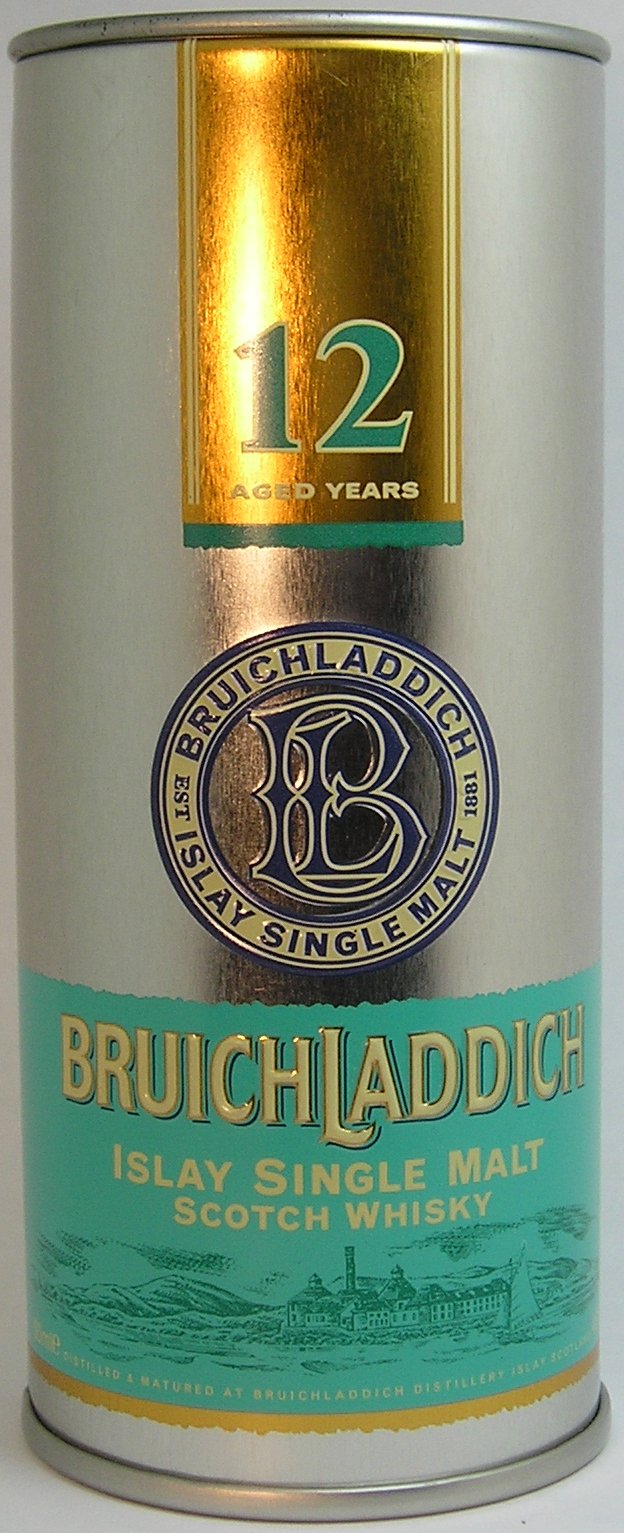 12
AGED YEARS
BRUICHLADDICH
EST 1881
ISLAY SINGLE MALT
BLB
BRUICHLADDICH
ISLAY SINGLE MALT
SCOTCH WHISKY
DISTILLED & MATURED AT BRUICHLADDICH DISTILLERY ISLAY SCOTLAND